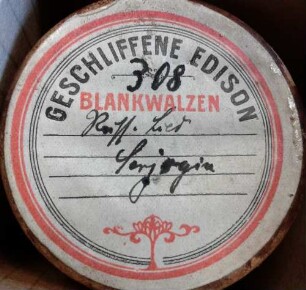 GESCHLIFFENE EDISON
308
BLANKWALZEN
Russ. Lied